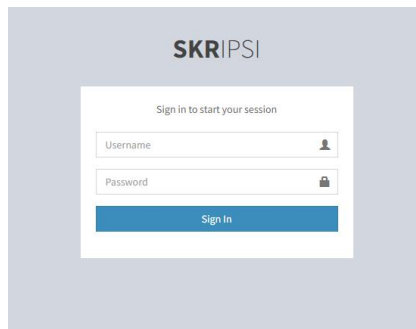 SKRIPSI
Sign in to start your session
Username
Password
Sign In